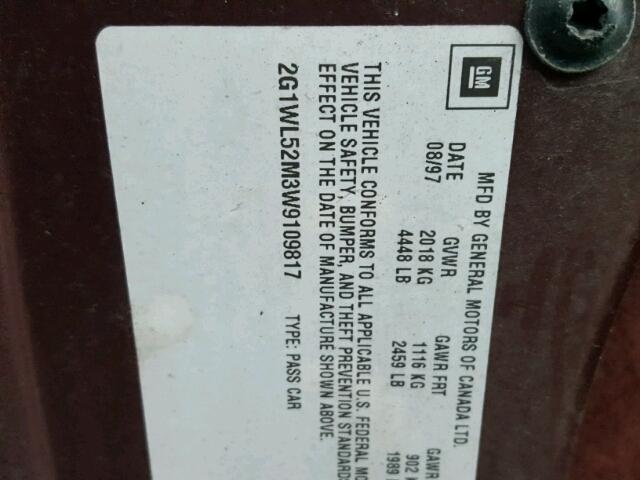 GM
MFD BY GENERAL MOTORS OF CANADA LTD.
DATE GVWR GAWR FRT GAWR
08/97 2018 KG 1116 KG 902
4448 LB 2459 LB 1989
THIS VEHICLE CONFORMS TO ALL APPLICABLE U.S. FEDERAL
VEHICLE SAFETY, BUMPER, AND THEFT PREVENTION STANDARDS
EFFECT ON THE DATE OF MANUFACTURE SHOWN ABOVE.
2G1WL52M3W9109817 TYPE: PASS CAR